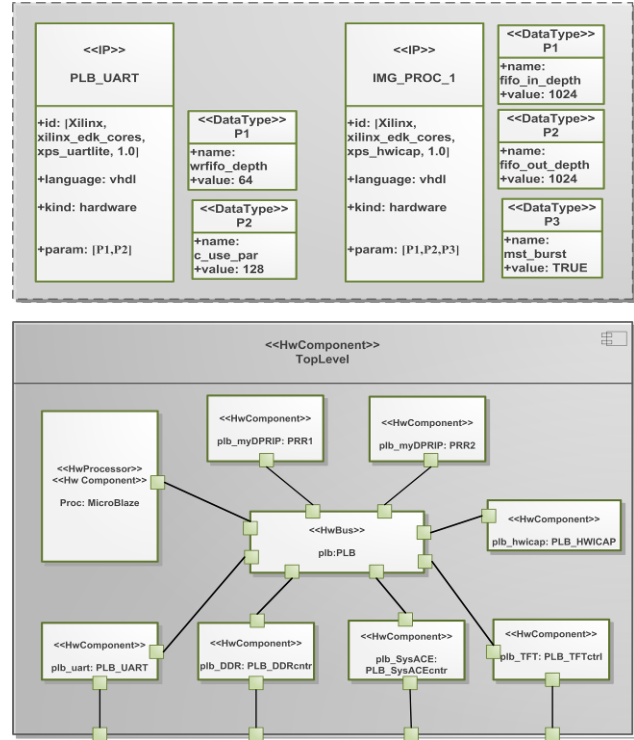 <<IP>>
PLB_UART
+id: [Xilinx,
xilinx_edk_cores,
xps_uartlite, 1.0]
+language: vhdl
+kind: hardware
+param: [P1,P2]
<<DataType>>
P1
+name:
wrfifo_depth
+value: 64
<<DataType>>
P2
+name:
c_use_par
+value: 128
<<IP>>
IMG_PROC_1
+id: [Xilinx,
xilinx_edk_cores,
xps_hwicap, 1.0]
+language: vhdl
+kind: hardware
+param: [P1,P2,P3]
<<DataType>>
P1
+name:
fifo_in_depth
+value: 1024
<<DataType>>
P2
+name:
fifo_out_depth
+value: 1024
<<DataType>>
P3
+name:
mst_burst
+value: TRUE
<<HwComponent>>
TopLevel
<<HwProcessor>>
<<Hw Component>>
Proc: MicroBlaze
<<HwComponent>>
plb_myDPRIP: PRR1
<<HwComponent>>
plb_myDPRIP: PRR2
<<HwBus>>
plb:PLB
<<HwComponent>>
plb_hwicap: PLB_HWICAP
<<HwComponent>>
plb_uart: PLB_UART
<<HwComponent>>
plb_DDR: PLB_DDRcntr
<<HwComponent>>
plb_SysACE:
PLB_SysACEcntr
<<HwComponent>>
plb_TFT: PLB_TFTctrl